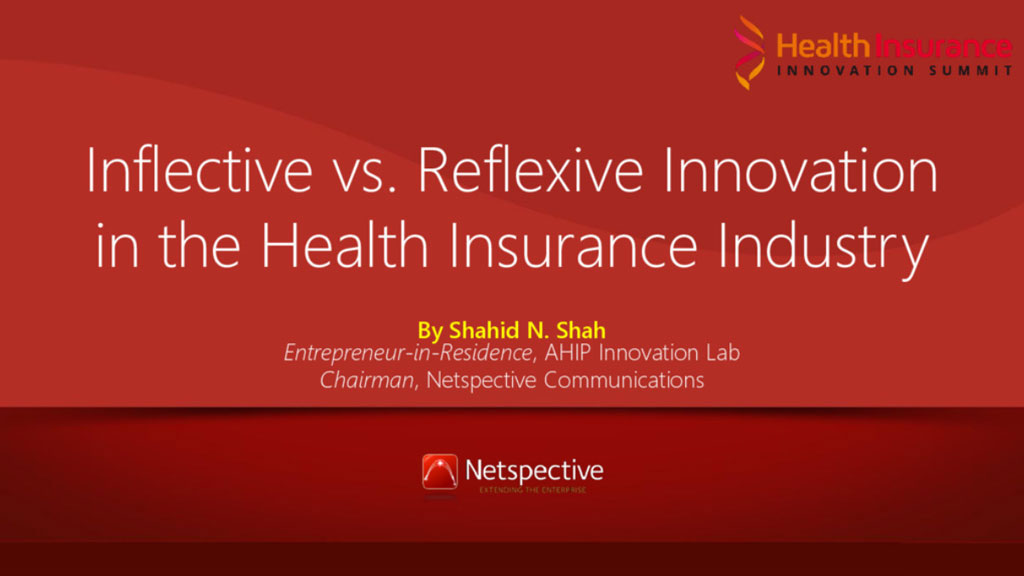 Health Insurance
INNOVATION SUMMIT
Inflective vs. Reflexive Innovation
in the Health Insurance Industry
By Shahid N. Shah
Entrepreneur-in-Residence, AHIP Innovation Lab
Chairman, Netspective Communications
Netspective
EXTENDING THE ENTERPRISE